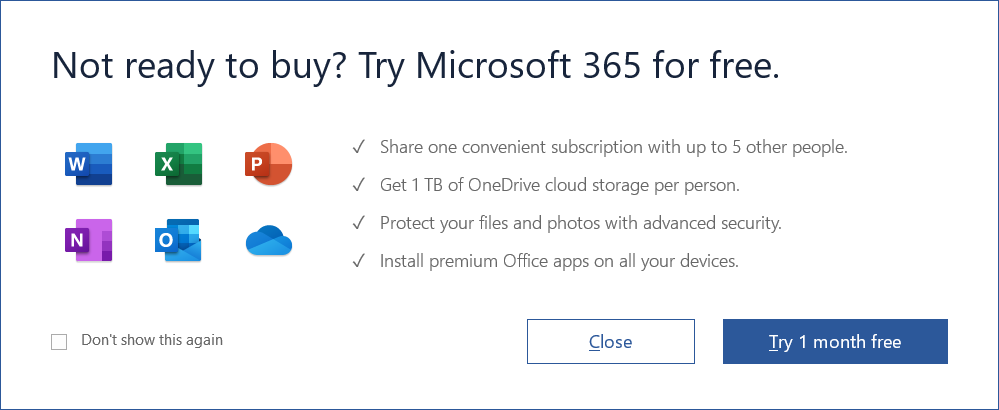 Not ready to buy? Try Microsoft 365 for free.
W X P
N O
✓ Share one convenient subscription with up to 5 other people.
✓ Get 1 TB of OneDrive cloud storage per person.
✓ Protect your files and photos with advanced security.
✓ Install premium Office apps on all your devices.
Don't show this again
Close
Try 1 month free